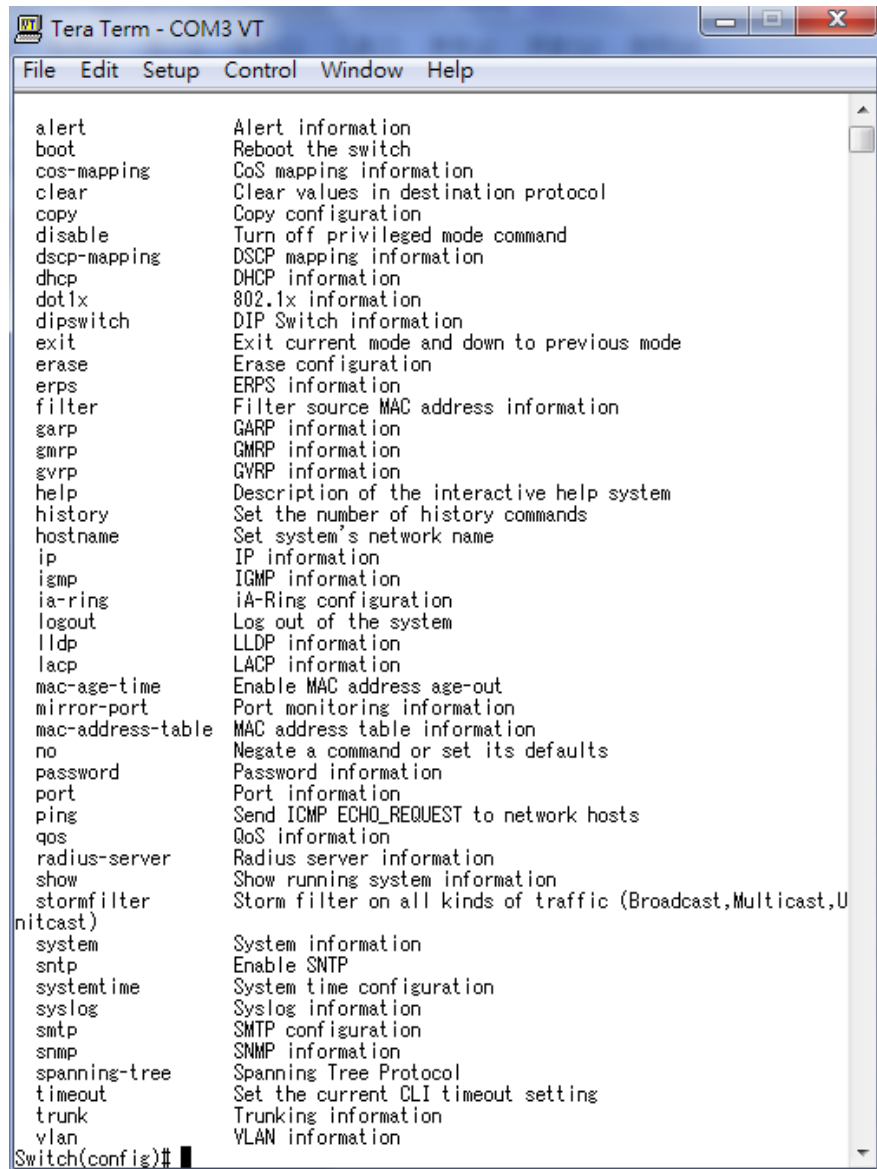 Tera Term - COM3 VT
File Edit Setup Control Window Help
alert Alert information
boot Reboot the switch
cos-mapping CoS mapping information
clear Clear values in destination protocol
copy Copy configuration
disable Turn off privileged mode command
dscp-mapping DSCP mapping information
dhcp DHCP information
dot1x 802.1x information
dipswitch DIP Switch information
exit Exit current mode and down to previous mode
erase Erase configuration
erps ERPS information
filter Filter source MAC address information
garp GARP information
gmrp GMRP information
gvrp GVRP information
help Description of the interactive help system
history Set the number of history commands
hostname Set system's network name
ip IP information
igmp IGMP information
ia-ring iA-Ring configuration
logout Log out of the system
lldp LLDP information
lacp LACP information
mac-age-time Enable MAC address age-out
mirror-port Port monitoring information
mac-address-table MAC address table information
no Negate a command or set its defaults
password Password information
port Port information
ping Send ICMP ECHO_REQUEST to network hosts
qos QoS information
radius-server Radius server information
show Show running system information
stormfilter Storm filter on all kinds of traffic (Broadcast,Multicast,U
nitcast)
system System information
sntp Enable SNTP
systemtime System time configuration
syslog Syslog information
smtp SMTP configuration
snmp SNMP information
spanning-tree Spanning Tree Protocol
timeout Set the current CLI timeout setting
trunk Trunking information
vlan VLAN information
Switch(config)#